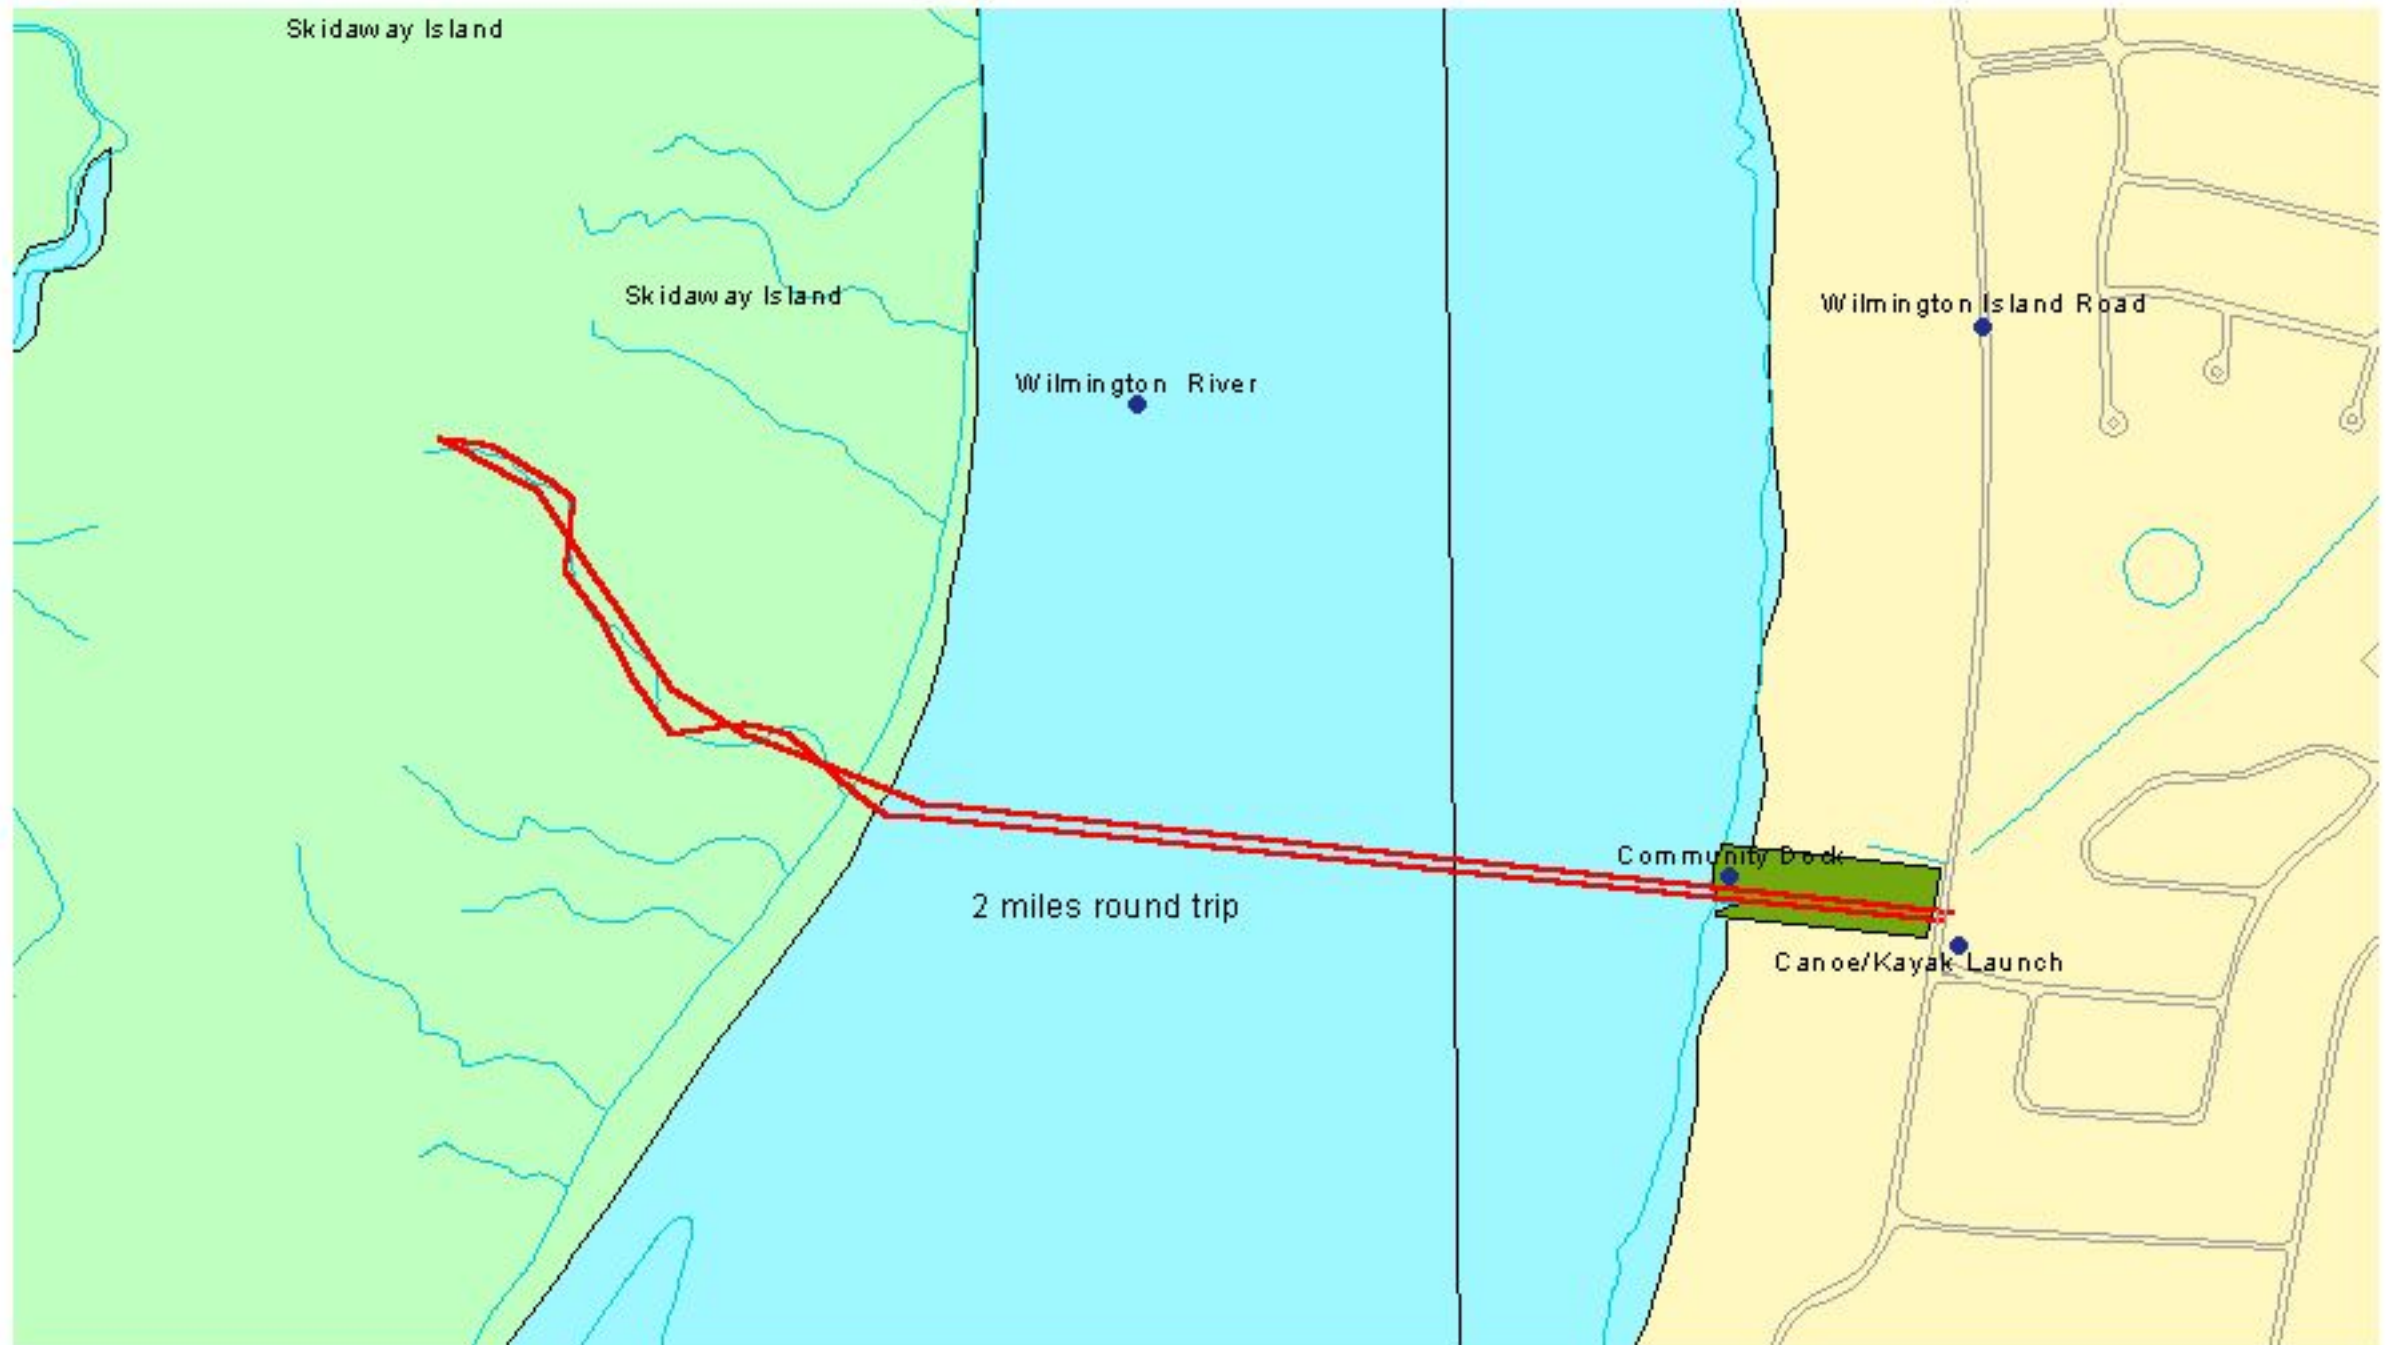 Skidaway Island
Skidaway Island
Wilmington Island Road
Wilmington River
Community Dock
2 miles round trip
Canoe/Kayak Launch